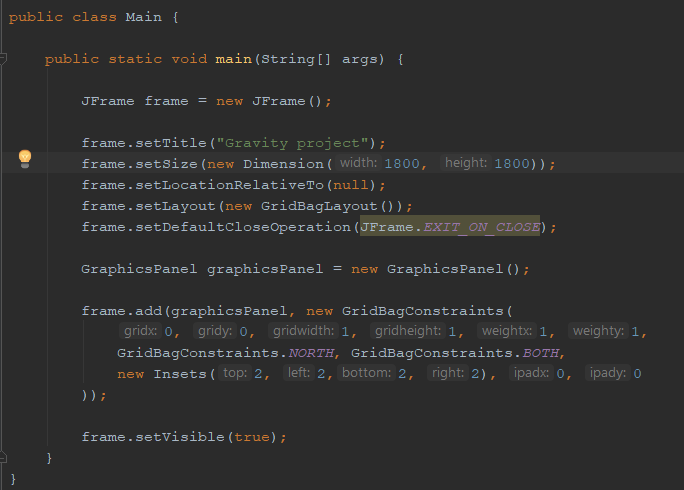 public class Main {
public static void main(String[] args) {
JFrame frame = new JFrame();
frame.setTitle("Gravity project");
frame.setSize(new Dimension( width: 1800, height: 1800));
frame.setLocationRelativeTo(null);
frame.setLayout(new GridBagLayout());
frame.setDefaultCloseOperation(JFrame.EXIT_ON_CLOSE);
GraphicsPanel graphicsPanel = new GraphicsPanel();
frame.add(graphicsPanel, new GridBagConstraints(
gridx: 0, gridy: 0, gridwidth: 1, gridheight: 1, weightx: 1, weighty: 1,
GridBagConstraints.NORTH, GridBagConstraints.BOTH,
new Insets( top: 2, left: 2, bottom: 2, right: 2), ipadx: 0, ipady: 0
));
frame.setVisible(true);
}
}